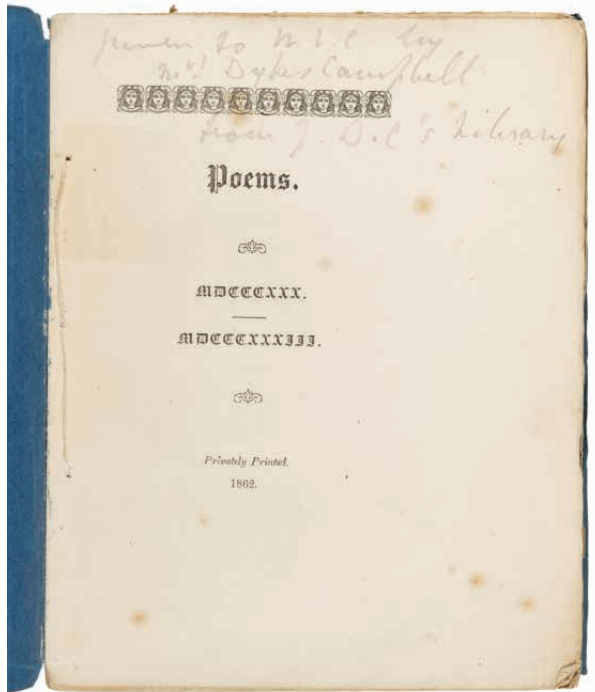 given to M.L.C by
Mrs Dykes Campbell
from J. D. C's Library
Poems.
MDCCCXXX.
MDCCCXXXIII.
Privately Printed.
1862.